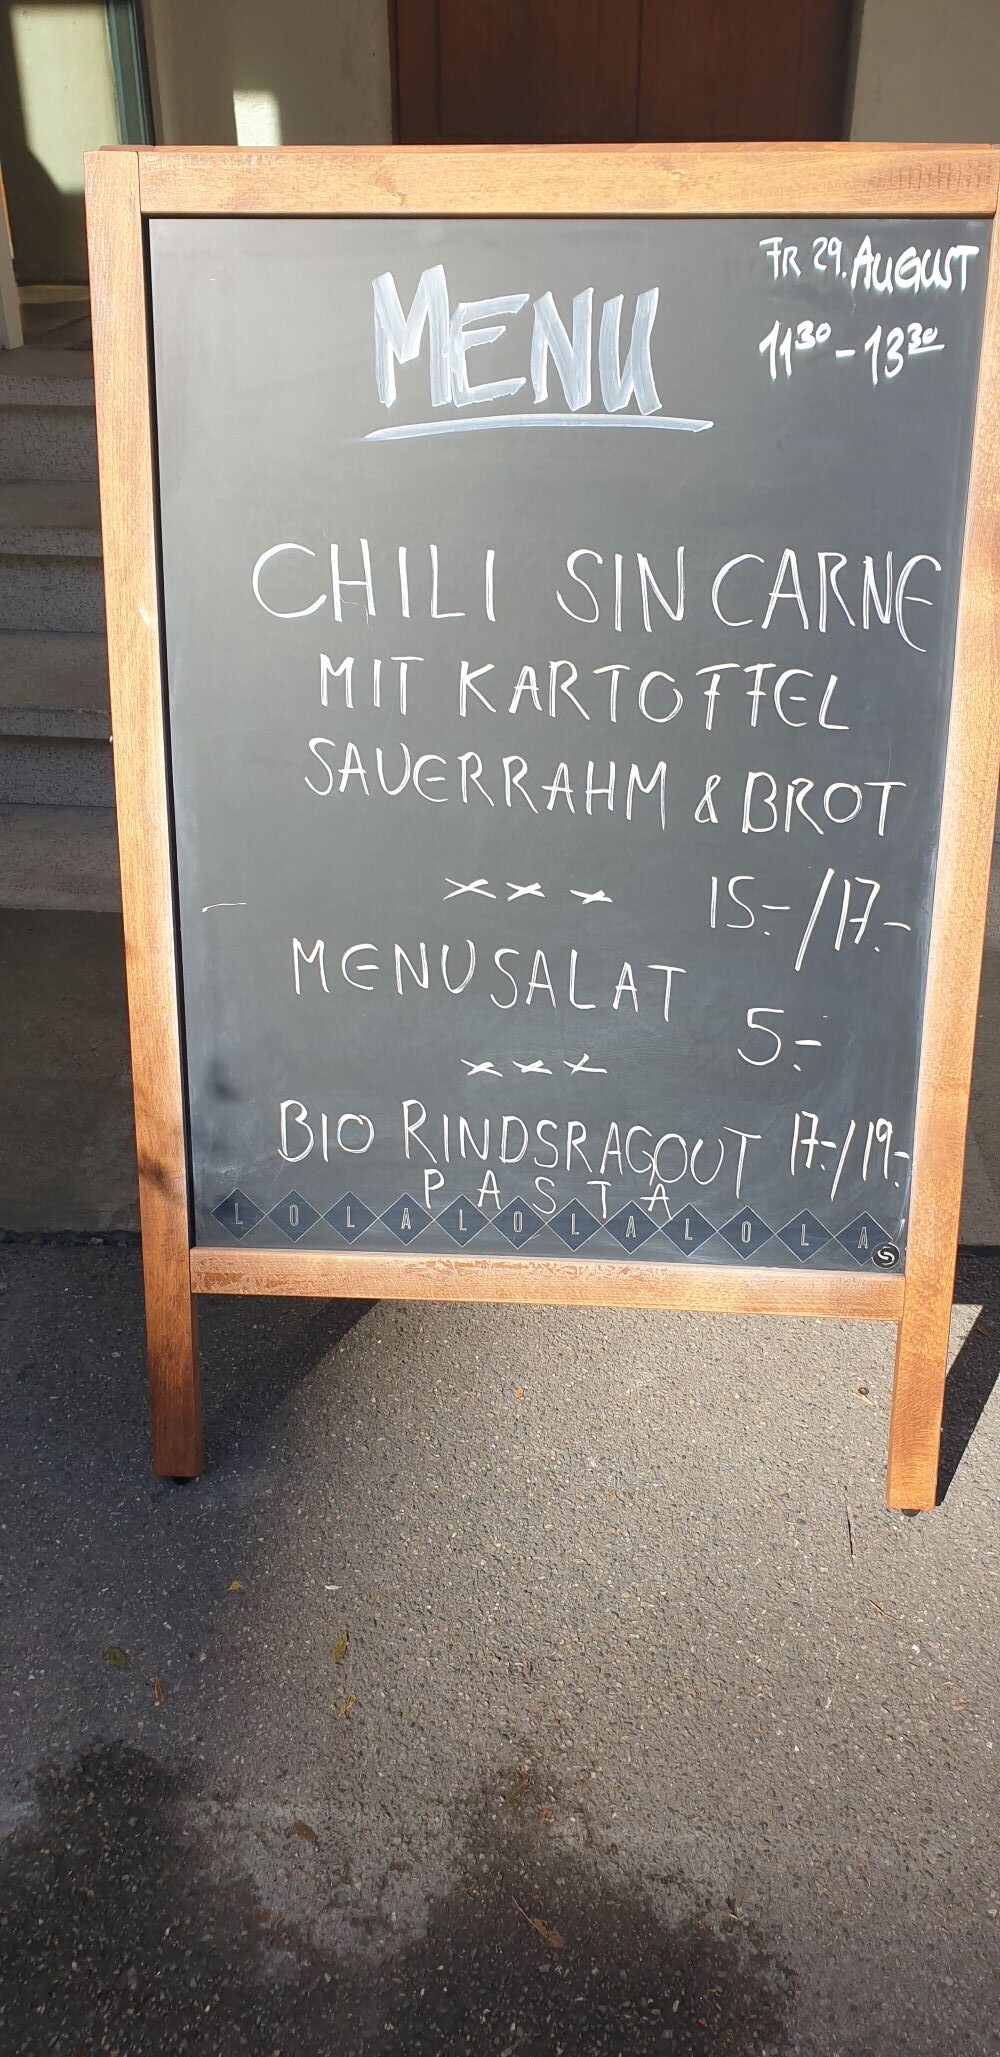 FR 29. AUGUST
11³⁰ - 13³⁰
MENU
CHILI SIN CARNE
MIT KARTOFFEL
SAUERRAHM & BROT
x x x 15.-/17.-
MENUSALAT
5.-
x x x
BIO RINDSRAGOUT 17.-/19.-
PASTA
LOLALOLALOLA